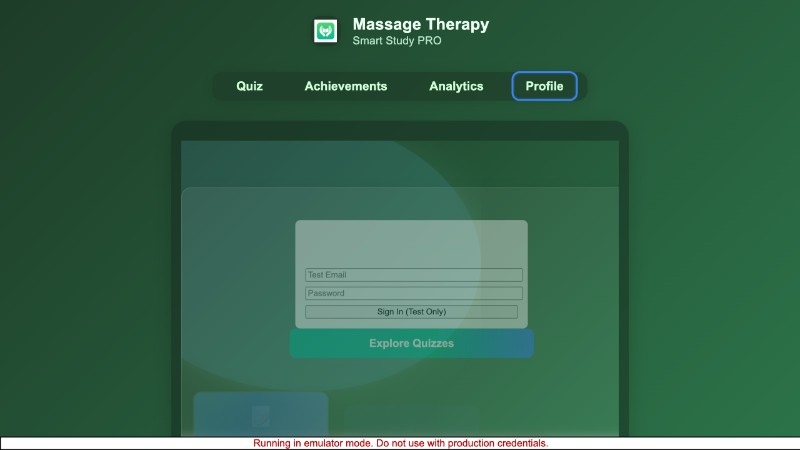 Massage Therapy
Smart Study PRO
Quiz
Achievements
Analytics
Profile
Test Email
Password
Sign In (Test Only)
Explore Quizzes
Running in emulator mode. Do not use with production credentials.